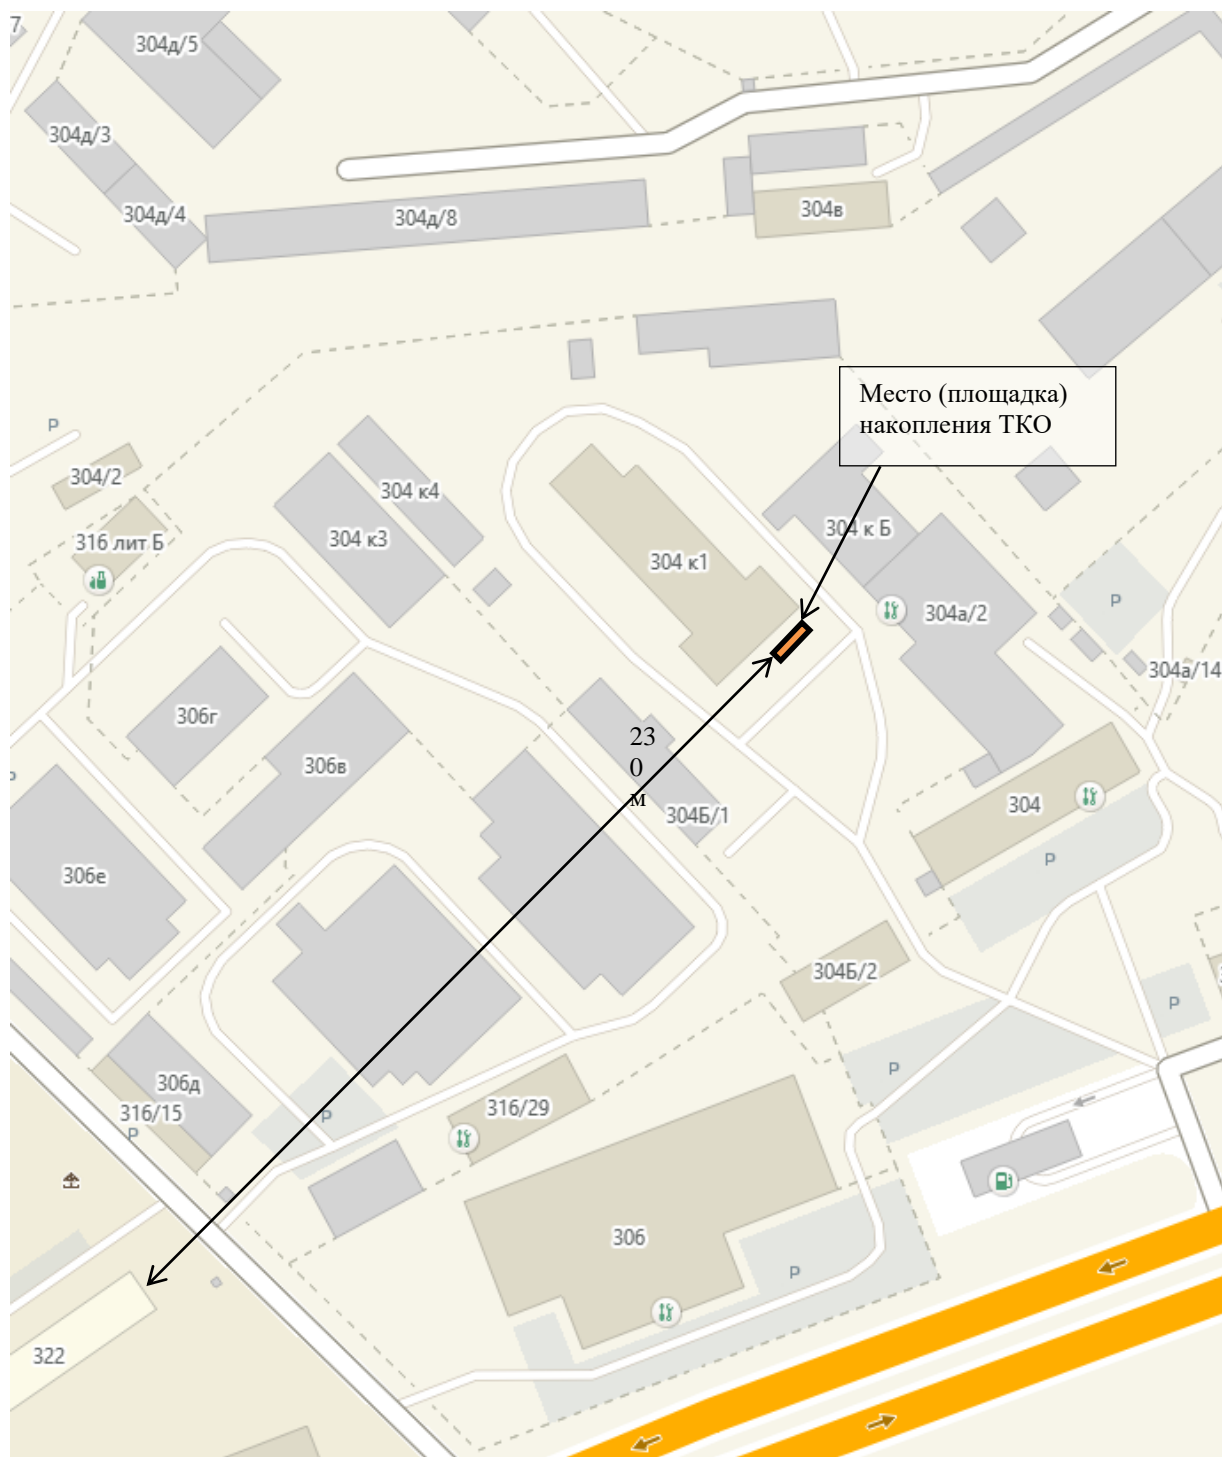 7
304д/5
304д/3
304д/4
304д/8
304в
Место (площадка)
накопления ТКО
P
304/2
304 к4
316 лит Б
304 к3
304 к Б
304 к1
P
304а/2
304а/14
306г
23
0
м
306в
P
304
304Б/1
P
306е
304Б/2
P
P
306д
316/29
316/15
P
P
306
P
322